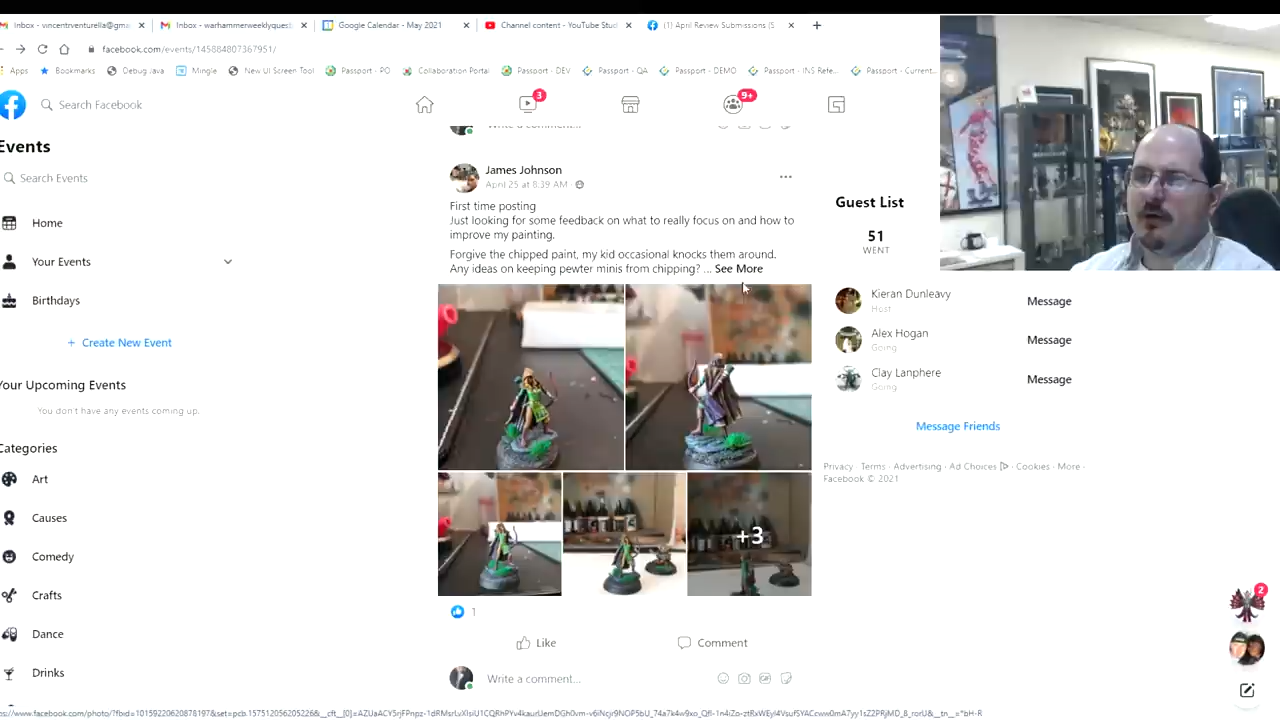 Inbox - vincentrventurella@gma
Inbox - warhammerweeklyques
Google Calendar - May 2021
Channel content - YouTube Stud
(1) April Review Submissions (S
facebook.com/events/145884807367951/
Apps
Bookmarks
Debug Java
Mingle
New UI Screen Tool
Passport - PO
Collaboration Portal
Passport - DEV
Passport - QA
Passport - DEMO
Passport - INS Rete...
Passport - Current...
Search Facebook
3
9+
Events
Search Events
Home
Your Events
Birthdays
+ Create New Event
Your Upcoming Events
You don't have any events coming up.
Categories
Art
Causes
Comedy
Crafts
Dance
Drinks
Write a comment...
James Johnson
April 25 at 8:39 AM ·
First time posting
Just looking for some feedback on what to really focus on and how to
improve my painting.
Forgive the chipped paint, my kid occasional knocks them around.
Any ideas on keeping pewter minis from chipping? ... See More
+3
1
Like
Comment
Write a comment...
Guest List
51
WENT
Kieran Dunleavy
Host
Message
Alex Hogan
Going
Message
Clay Lanphere
Going
Message
Message Friends
Privacy · Terms · Advertising · Ad Choices · Cookies · More ·
Facebook © 2021
2